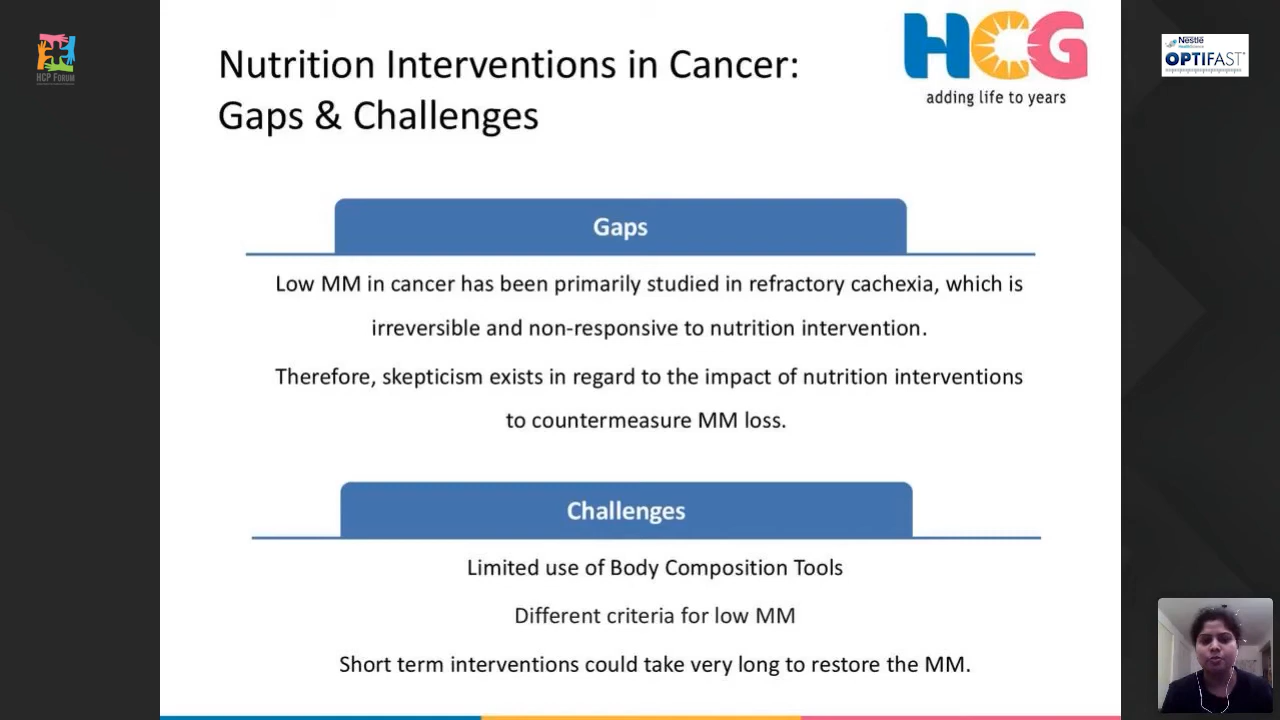 HCP FORUM
Nutrition Interventions in Cancer:
Gaps & Challenges
HCG
adding life to years
Nestlé
HealthScience
OPTIFAST
Gaps
Low MM in cancer has been primarily studied in refractory cachexia, which is
irreversible and non-responsive to nutrition intervention.
Therefore, skepticism exists in regard to the impact of nutrition interventions
to countermeasure MM loss.
Challenges
Limited use of Body Composition Tools
Different criteria for low MM
Short term interventions could take very long to restore the MM.